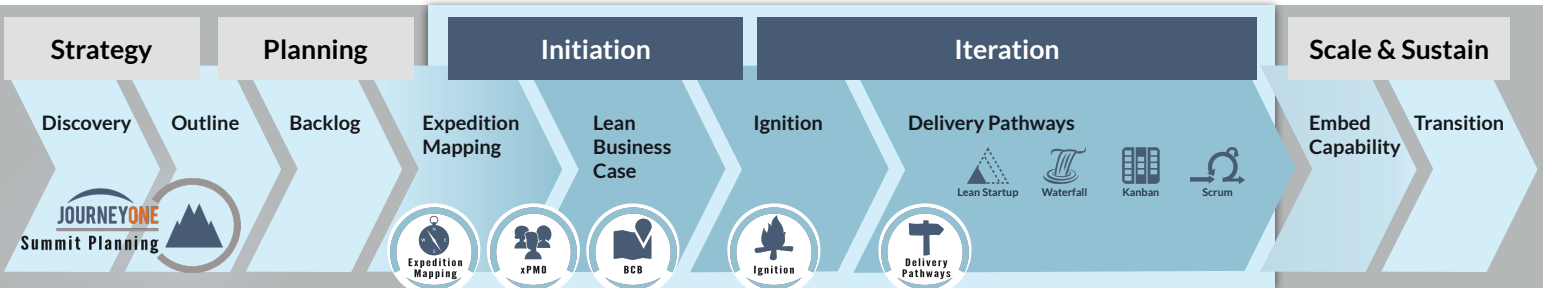 Strategy
Planning
Initiation
Iteration
Scale & Sustain
Discovery
Outline
Backlog
Expedition
Mapping
Lean
Business
Case
Ignition
Delivery Pathways
Embed
Capability
Transition
Lean Startup
Waterfall
Kanban
Scrum
JOURNEYONE
Summit Planning
N
E
S
W
Expedition
Mapping
xPMO
BCB
Ignition
Delivery
Pathways